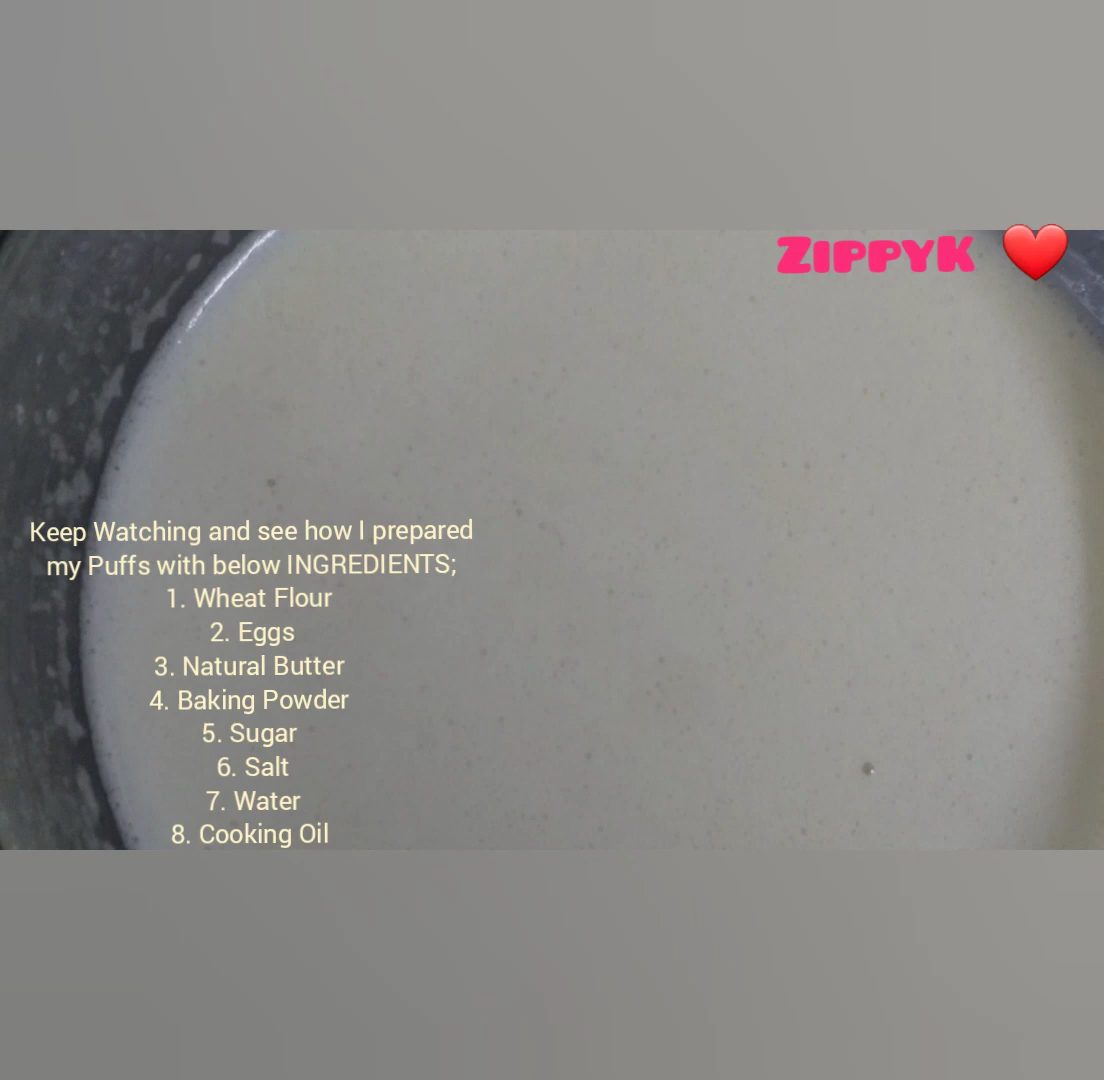 ZIPPYK ❤️
Keep Watching and see how I prepared
my Puffs with below INGREDIENTS;
1. Wheat Flour
2. Eggs
3. Natural Butter
4. Baking Powder
5. Sugar
6. Salt
7. Water
8. Cooking Oil